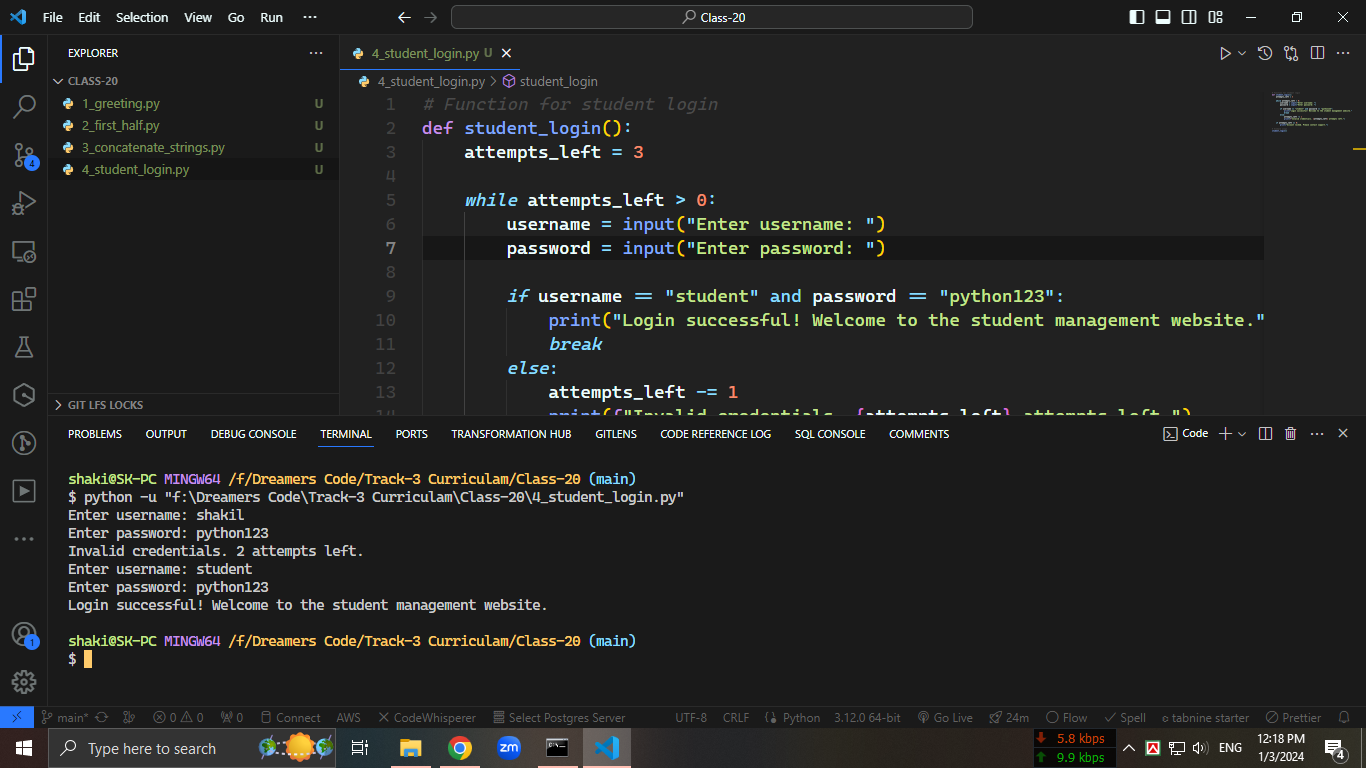 File Edit Selection View Go Run ···
Class-20
EXPLORER
CLASS-20
1_greeting.py U
2_first_half.py U
3_concatenate_strings.py U
4_student_login.py U
GIT LFS LOCKS
4
1
4_student_login.py U
4_student_login.py > student_login
1 # Function for student login
2 def student_login():
3 attempts_left = 3
4
5 while attempts_left > 0:
6 username = input("Enter username: ")
7 password = input("Enter password: ")
8
9 if username == "student" and password == "python123":
10 print("Login successful! Welcome to the student management website."
11 break
12 else:
13 attempts_left -= 1
14 print(f"Invalid credentials. {attempts_left} attempts left.")
PROBLEMS OUTPUT DEBUG CONSOLE TERMINAL PORTS TRANSFORMATION HUB GITLENS CODE REFERENCE LOG SQL CONSOLE COMMENTS
Code
shaki@SK-PC MINGW64 /f/Dreamers Code/Track-3 Curriculam/Class-20 (main)
$ python -u "f:\Dreamers Code\Track-3 Curriculam\Class-20\4_student_login.py"
Enter username: shakil
Enter password: python123
Invalid credentials. 2 attempts left.
Enter username: student
Enter password: python123
Login successful! Welcome to the student management website.
shaki@SK-PC MINGW64 /f/Dreamers Code/Track-3 Curriculam/Class-20 (main)
$
main* 0 0 0 Connect AWS CodeWhisperer Select Postgres Server UTF-8 CRLF Python 3.12.0 64-bit Go Live 24m Flow Spell tabnine starter Prettier
Type here to search
zm
5.8 kbps
9.9 kbps
ENG
12:18 PM
1/3/2024
4